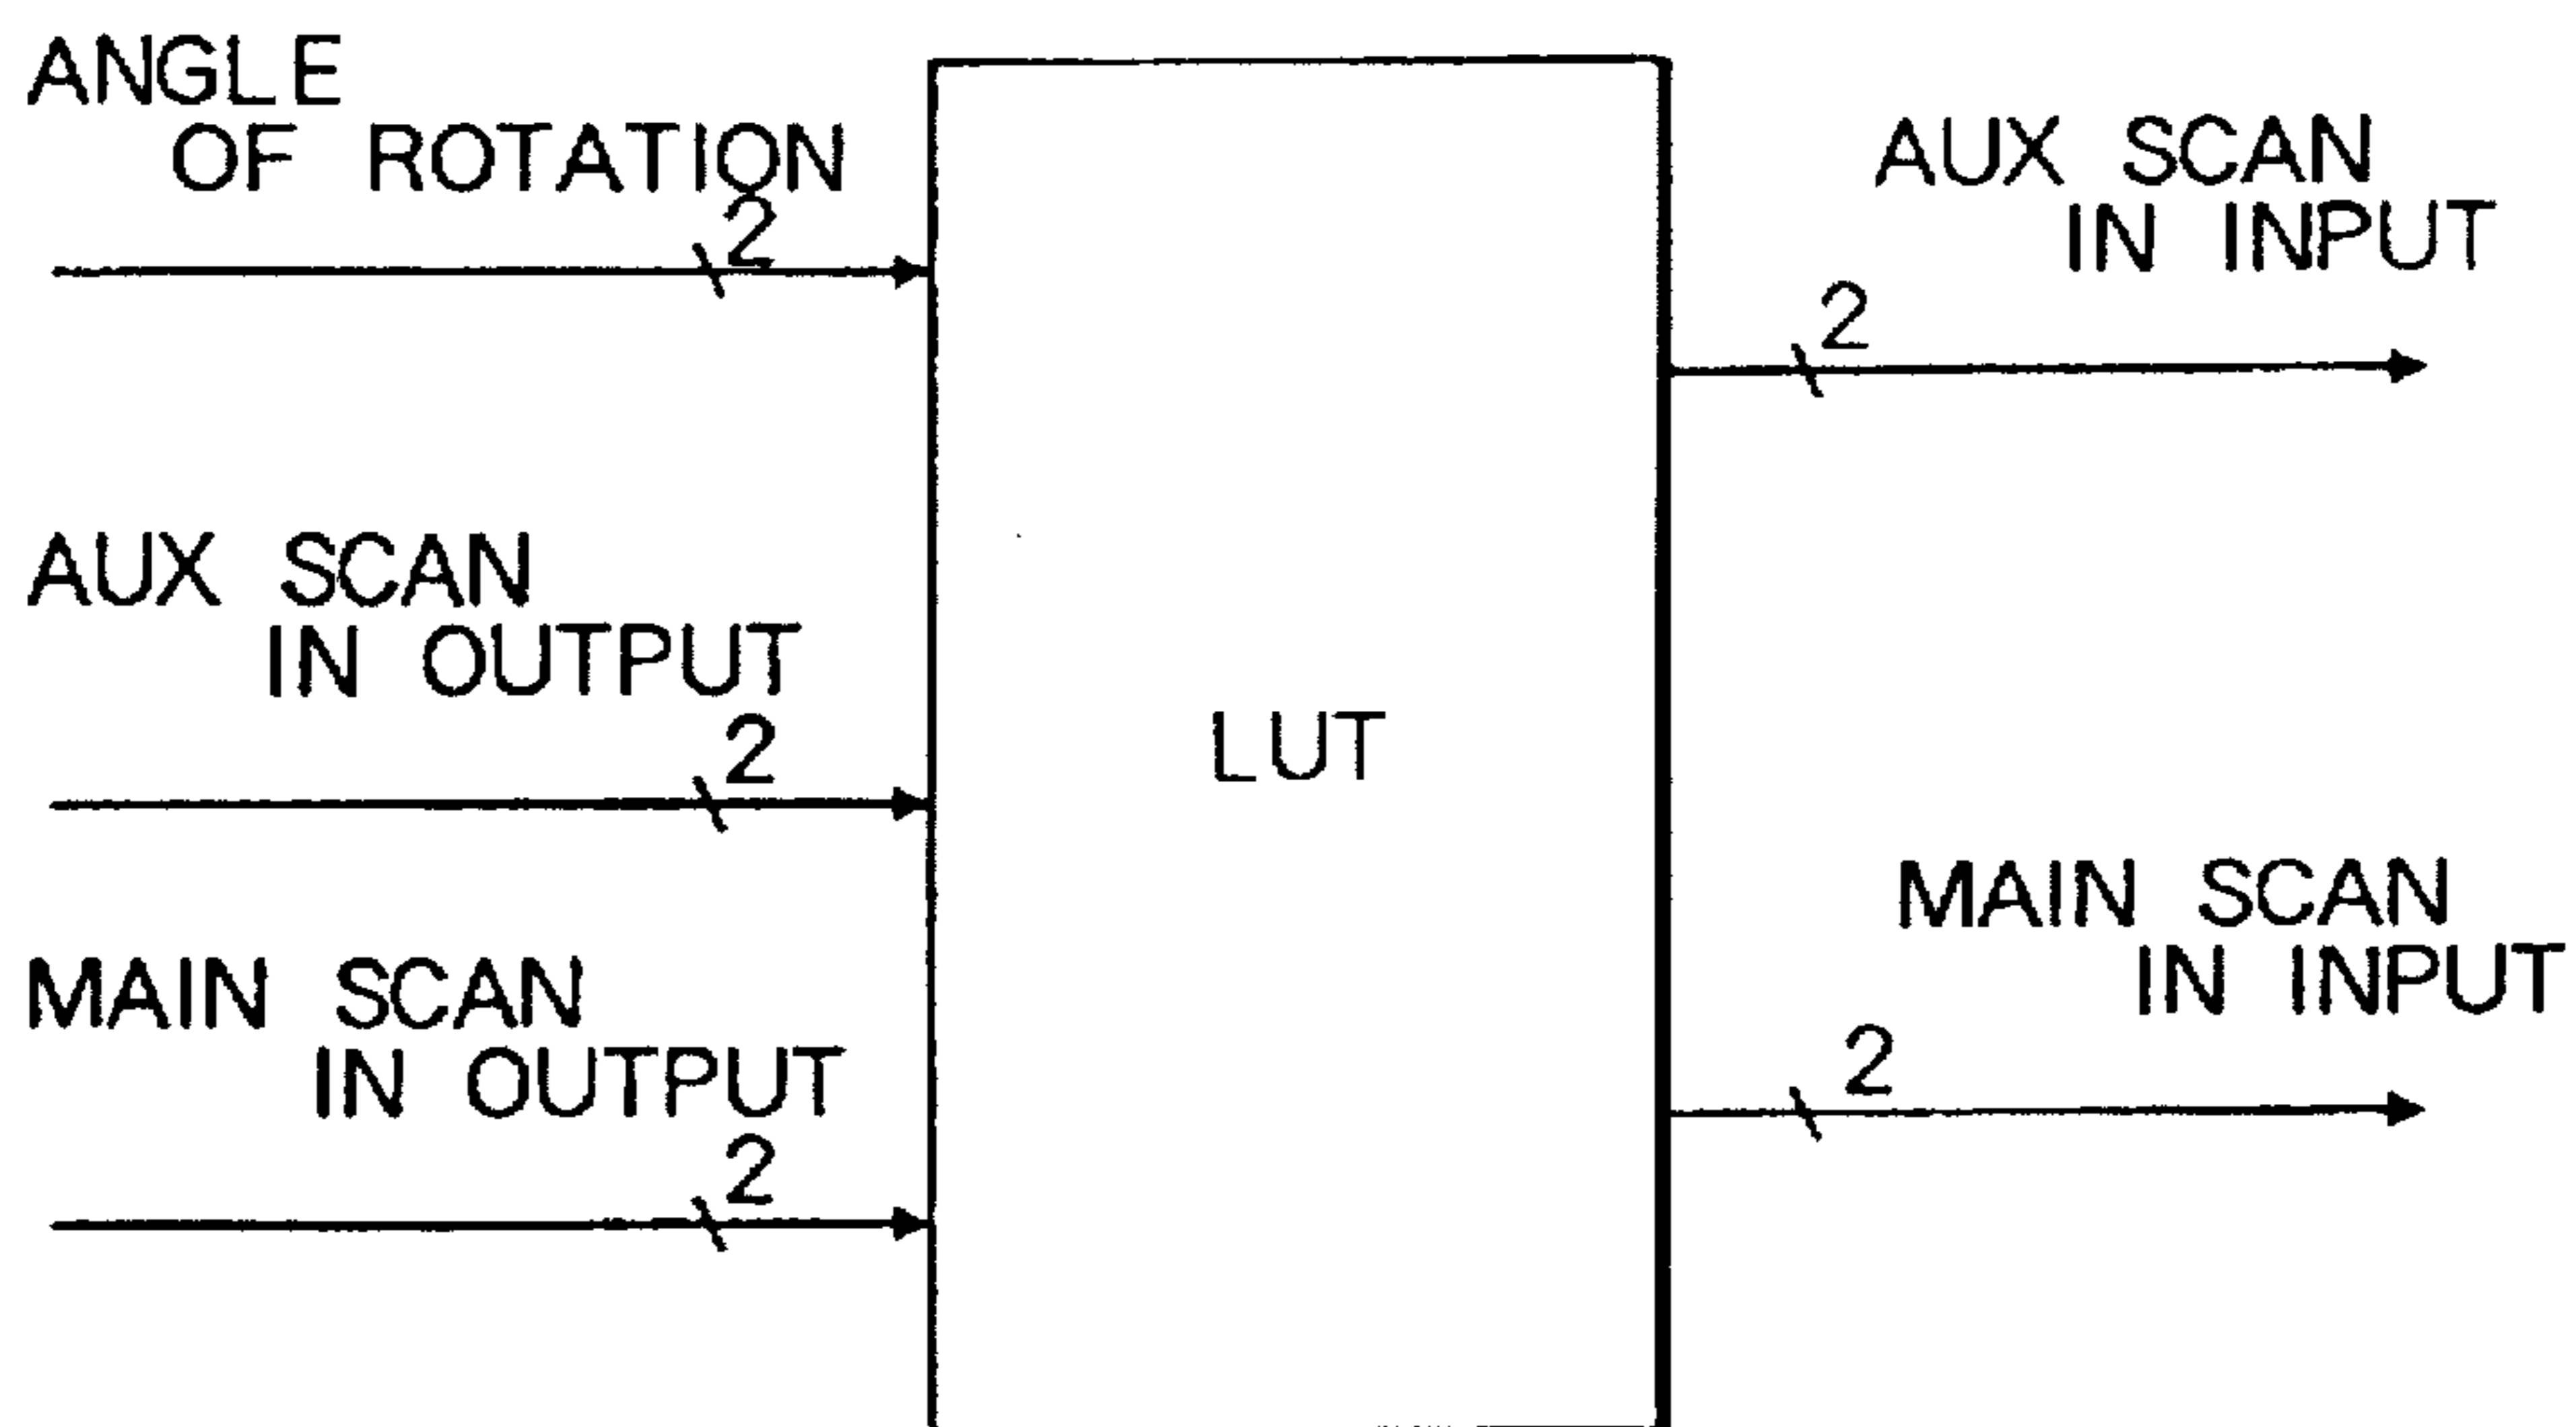 ANGLE
OF ROTATION
2
AUX SCAN
IN OUTPUT
2
MAIN SCAN
IN OUTPUT
2
LUT
AUX SCAN
IN INPUT
2
MAIN SCAN
IN INPUT
2